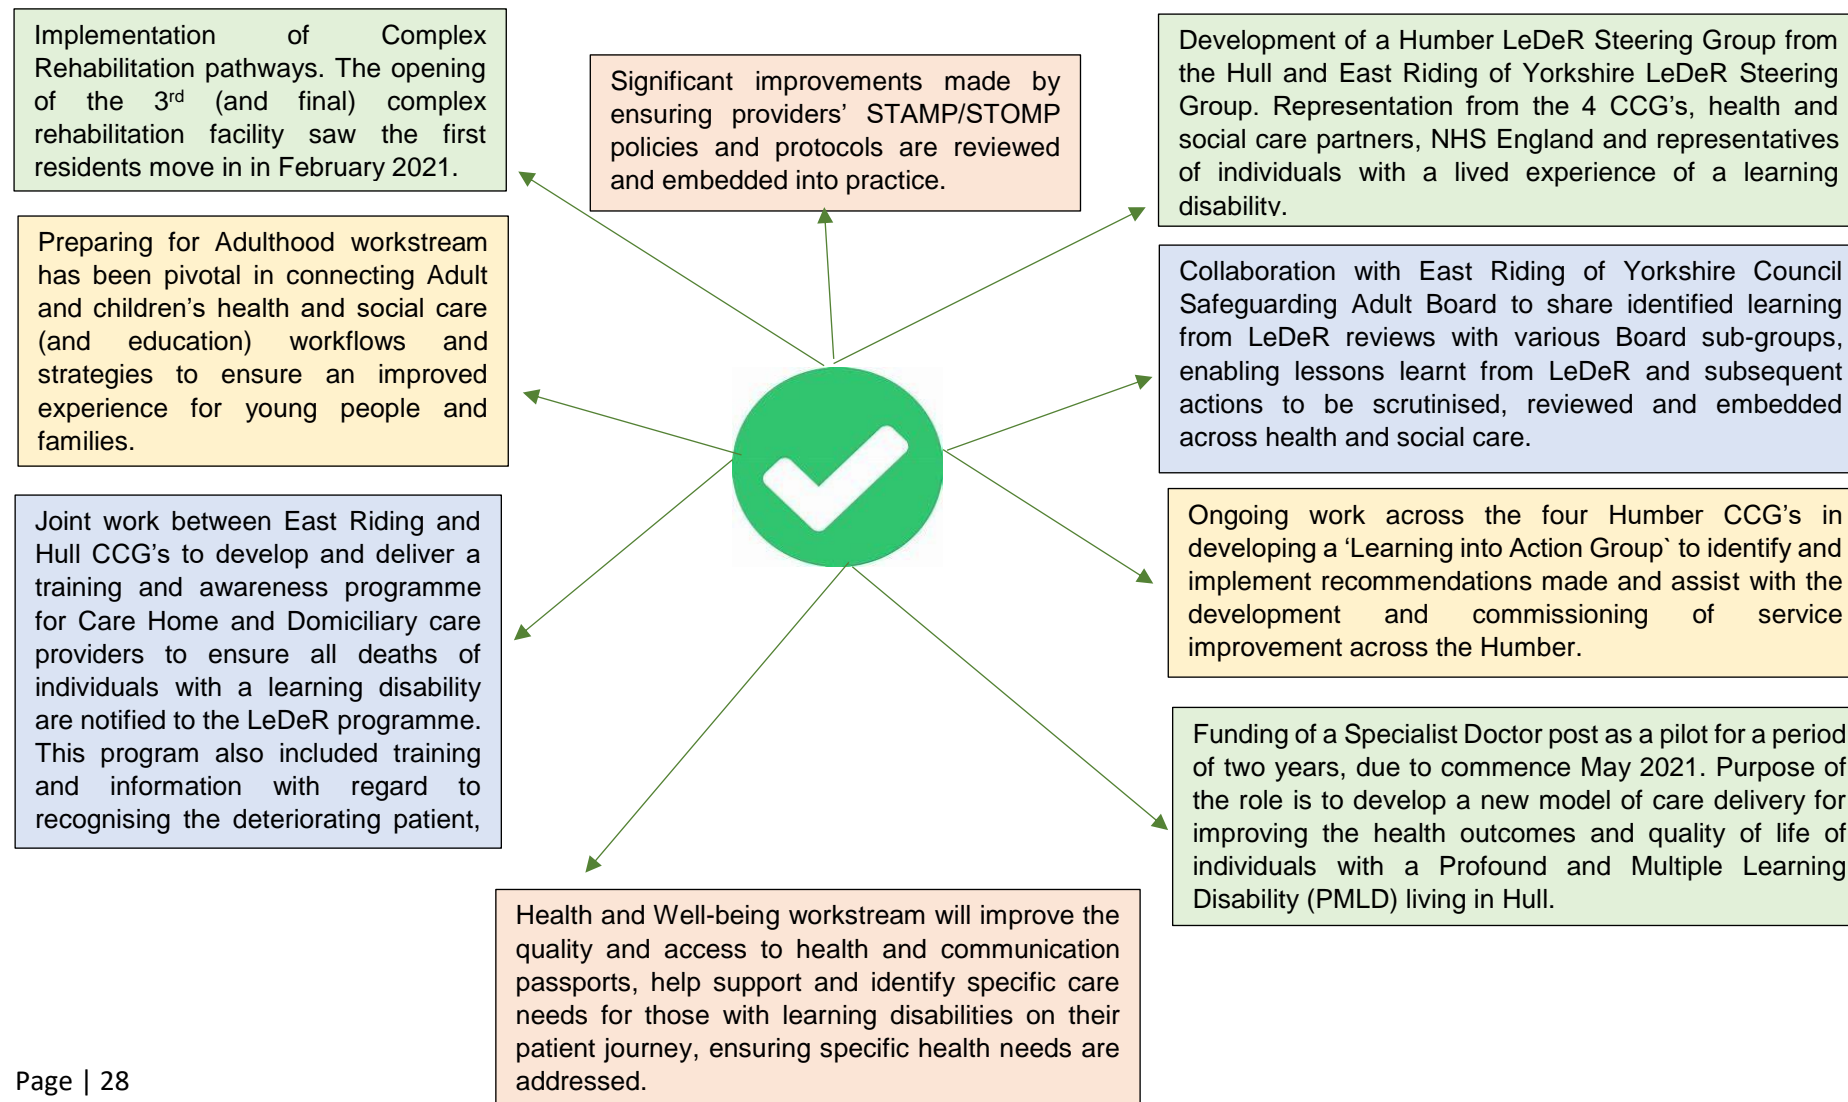 Implementation of Complex
Rehabilitation pathways. The opening
of the 3rd (and final) complex
rehabilitation facility saw the first
residents move in in February 2021.
Significant improvements made by
ensuring providers’ STAMP/STOMP
policies and protocols are reviewed
and embedded into practice.
Development of a Humber LeDeR Steering Group from
the Hull and East Riding of Yorkshire LeDeR Steering
Group. Representation from the 4 CCG's, health and
social care partners, NHS England and representatives
of individuals with a lived experience of a learning
disability.
Preparing for Adulthood workstream
has been pivotal in connecting Adult
and children’s health and social care
(and education) workflows and
strategies to ensure an improved
experience for young people and
families.
Collaboration with East Riding of Yorkshire Council
Safeguarding Adult Board to share identified learning
from LeDeR reviews with various Board sub-groups,
enabling lessons learnt from LeDeR and subsequent
actions to be scrutinised, reviewed and embedded
across health and social care.
Joint work between East Riding and
Hull CCG's to develop and deliver a
training and awareness programme
for Care Home and Domiciliary care
providers to ensure all deaths of
individuals with a learning disability
are notified to the LeDeR programme.
This program also included training
and information with regard to
recognising the deteriorating patient,
Ongoing work across the four Humber CCG's in
developing a ‘Learning into Action Group` to identify and
implement recommendations made and assist with the
development and commissioning of service
improvement across the Humber.
Funding of a Specialist Doctor post as a pilot for a period
of two years, due to commence May 2021. Purpose of
the role is to develop a new model of care delivery for
improving the health outcomes and quality of life of
individuals with a Profound and Multiple Learning
Disability (PMLD) living in Hull.
Health and Well-being workstream will improve the
quality and access to health and communication
passports, help support and identify specific care
needs for those with learning disabilities on their
patient journey, ensuring specific health needs are
addressed.
Page | 28